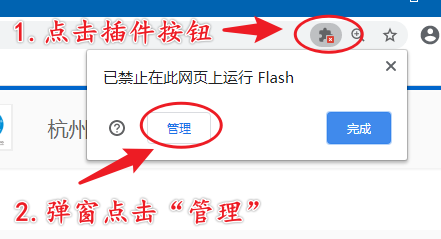 1.点击插件按钮
已禁止在此网页上运行 Flash
杭州
管理
完成
2.弹窗点击“管理”